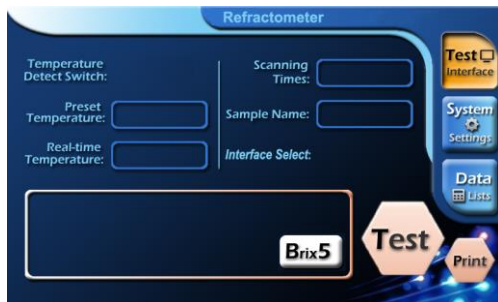 Refractometer
Temperature
Detect Switch:
Preset
Temperature:
Real-time
Temperature:
Scanning
Times:
Sample Name:
Interface Select:
Brix5
Test
Print
Test
Interface
System
Settings
Data
Lists